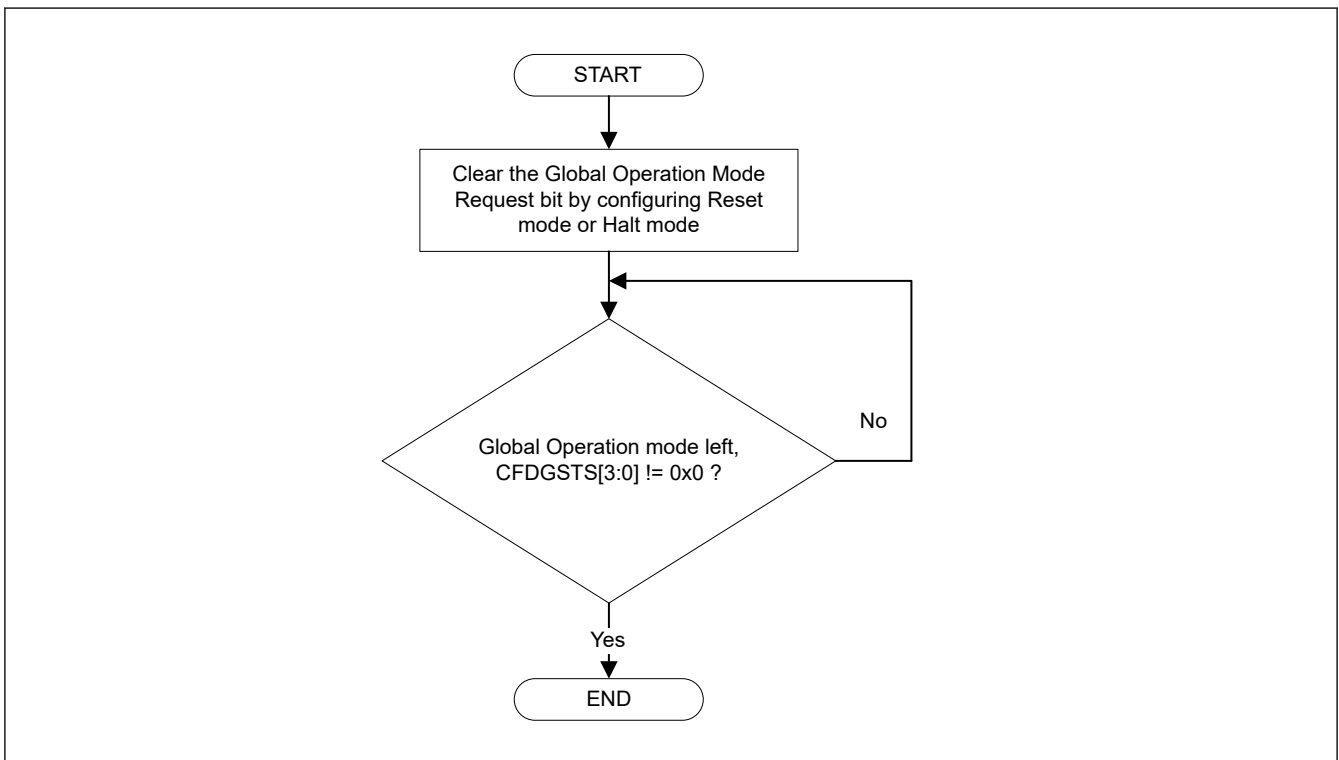 START
Clear the Global Operation Mode
Request bit by configuring Reset
mode or Halt mode
No
Global Operation mode left,
CFDGSTS[3:0] != 0x0 ?
Yes
END